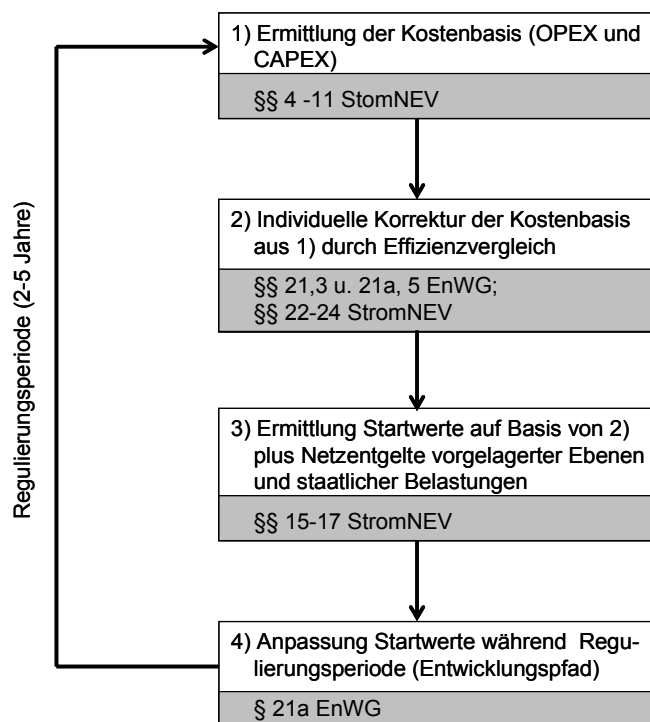 1) Ermittlung der Kostenbasis (OPEX und
CAPEX)
§§ 4 -11 StomNEV
2) Individuelle Korrektur der Kostenbasis
aus 1) durch Effizienzvergleich
§§ 21,3 u. 21a, 5 EnWG;
§§ 22-24 StromNEV
3) Ermittlung Startwerte auf Basis von 2)
plus Netzentgelte vorgelagerter Ebenen
und staatlicher Belastungen
§§ 15-17 StromNEV
4) Anpassung Startwerte während Regu-
lierungsperiode (Entwicklungspfad)
§ 21a EnWG
Regulierungsperiode (2-5 Jahre)